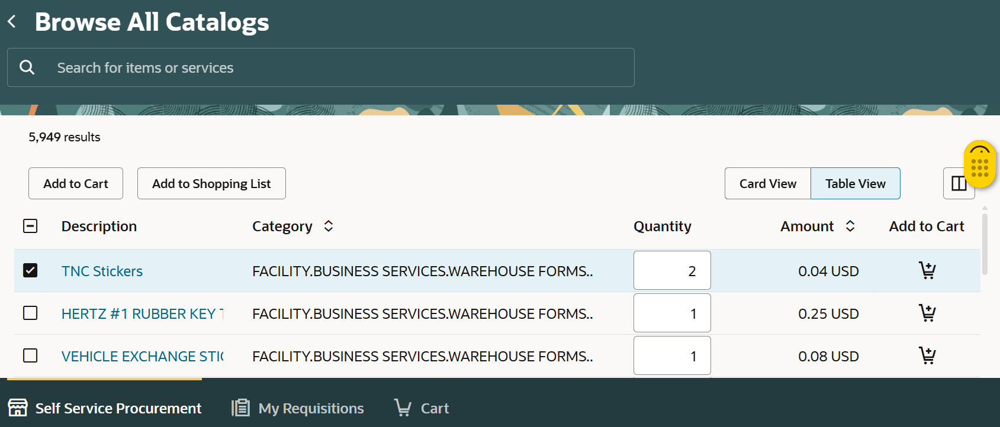 Browse All Catalogs
Search for items or services
5,949 results
Add to Cart Add to Shopping List Card View Table View
Description Category Quantity Amount Add to Cart
TNC Stickers FACILITY.BUSINESS SERVICES.WAREHOUSE FORMS.. 2 0.04 USD
HERTZ #1 RUBBER KEY FACILITY.BUSINESS SERVICES.WAREHOUSE FORMS.. 1 0.25 USD
VEHICLE EXCHANGE STIC FACILITY.BUSINESS SERVICES.WAREHOUSE FORMS.. 1 0.08 USD
Self Service Procurement My Requisitions Cart